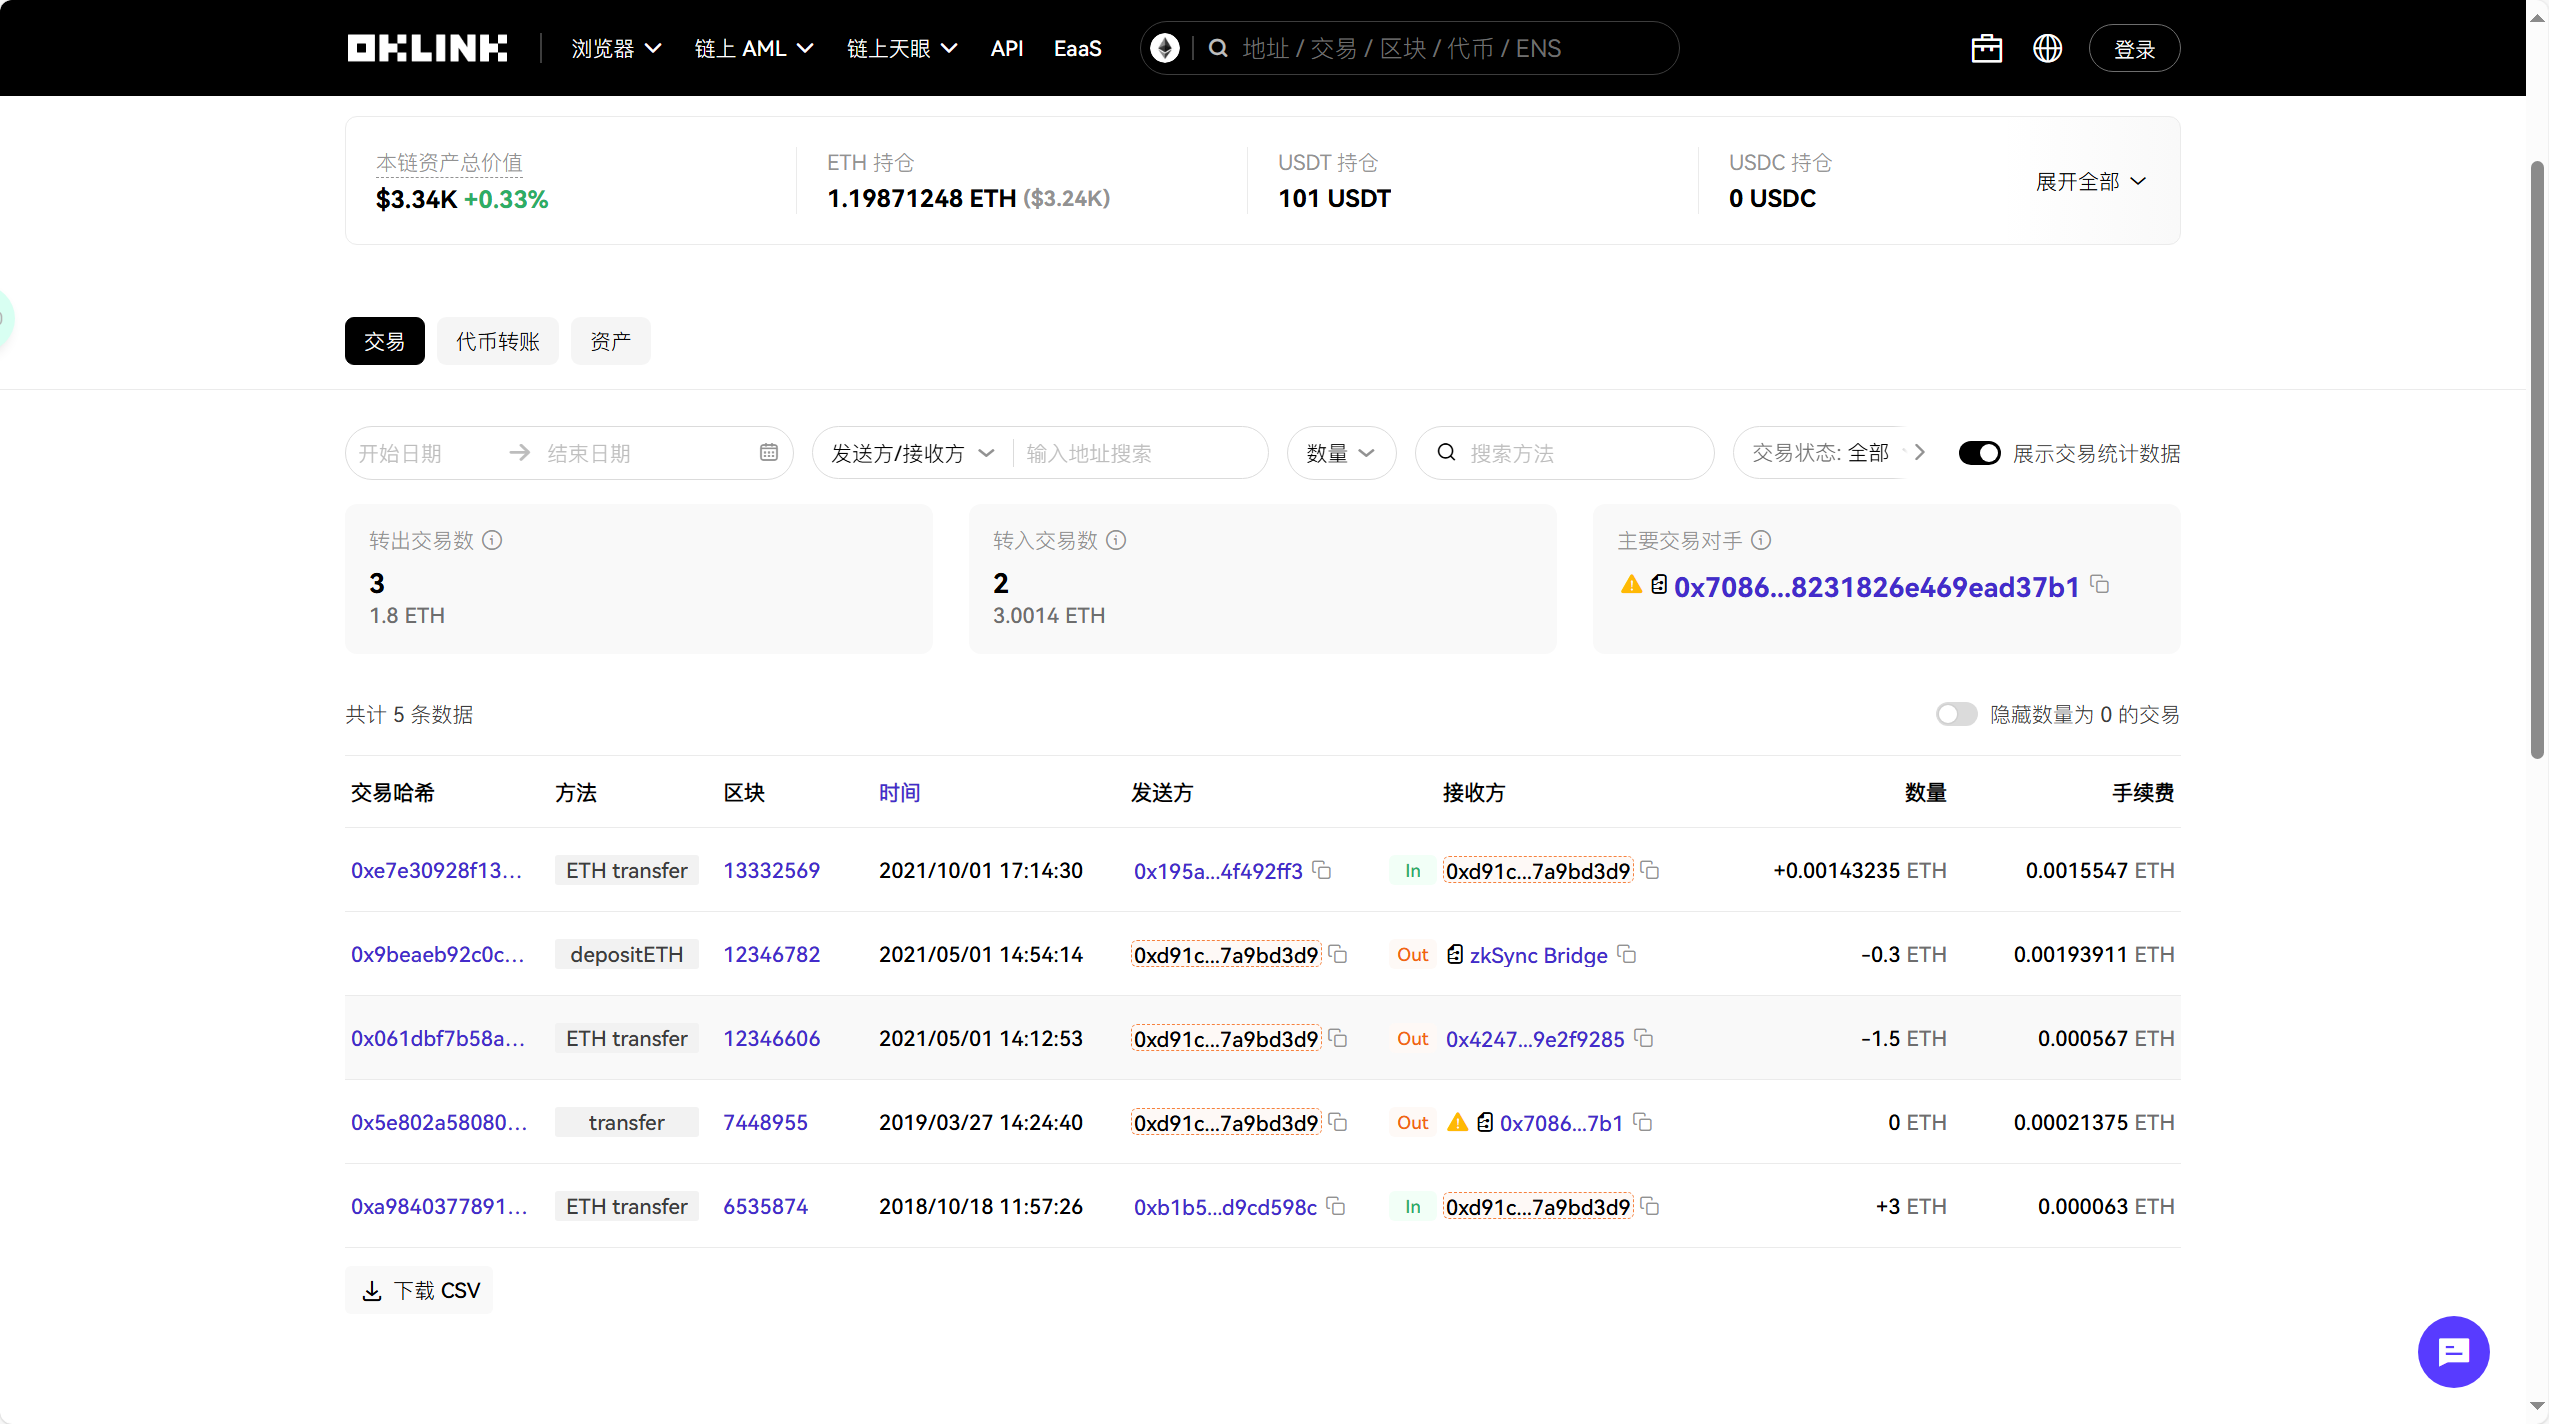 OKLINK 浏览器 链上 AML 链上天眼 API EaaS 地址 / 交易 / 区块 / 代币 / ENS 登录
本链资产总价值 ETH 持仓 USDT 持仓 USDC 持仓
$3.34K +0.33% 1.19871248 ETH ($3.24K) 101 USDT 0 USDC 展开全部
交易 代币转账 资产
开始日期 结束日期 发送方/接收方 输入地址搜索 数量 搜索方法 交易状态: 全部 展示交易统计数据
转出交易数 转入交易数 主要交易对手
3 2 0x7086...8231826e469ead37b1
1.8 ETH 3.0014 ETH
共计 5 条数据 隐藏数量为 0 的交易
交易哈希 方法 区块 时间 发送方 接收方 数量 手续费
0xe7e30928f13... ETH transfer 13332569 2021/10/01 17:14:30 0x195a...4f492ff3 In 0xd91c...7a9bd3d9 +0.00143235 ETH 0.0015547 ETH
0x9beaeb92c0c... depositETH 12346782 2021/05/01 14:54:14 0xd91c...7a9bd3d9 Out zkSync Bridge -0.3 ETH 0.00193911 ETH
0x061dbf7b58a... ETH transfer 12346606 2021/05/01 14:12:53 0xd91c...7a9bd3d9 Out 0x4247...9e2f9285 -1.5 ETH 0.000567 ETH
0x5e802a58080... transfer 7448955 2019/03/27 14:24:40 0xd91c...7a9bd3d9 Out 0x7086...7b1 0 ETH 0.00021375 ETH
0xa9840377891... ETH transfer 6535874 2018/10/18 11:57:26 0xb1b5...d9cd598c In 0xd91c...7a9bd3d9 +3 ETH 0.000063 ETH
下载 CSV